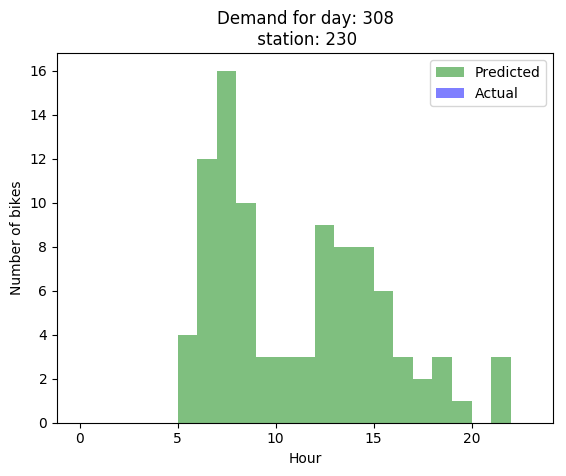 Demand for day: 308
station: 230
Predicted
Actual
Number of bikes
16
14
12
10
8
6
4
2
0
0 5 10 15 20
Hour